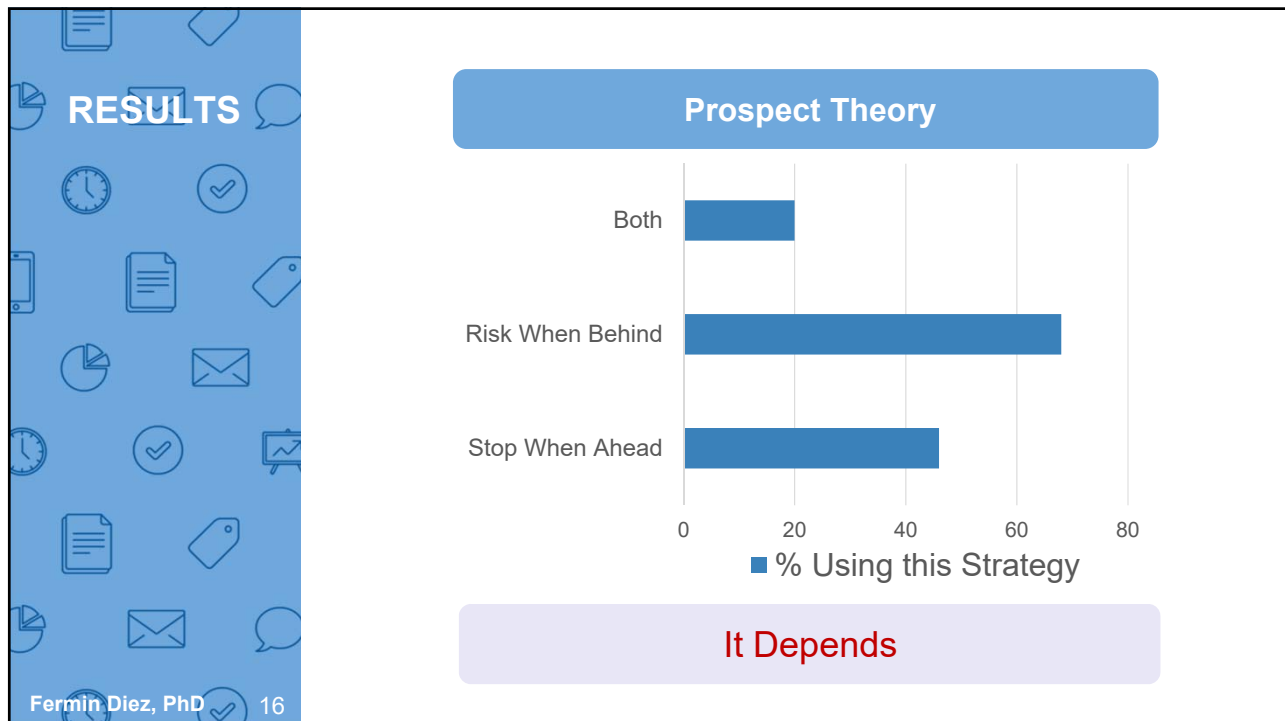 RESULTS
Prospect Theory
Both
Risk When Behind
Stop When Ahead
0 20 40 60 80
% Using this Strategy
It Depends
Fermin Diez, PhD 16